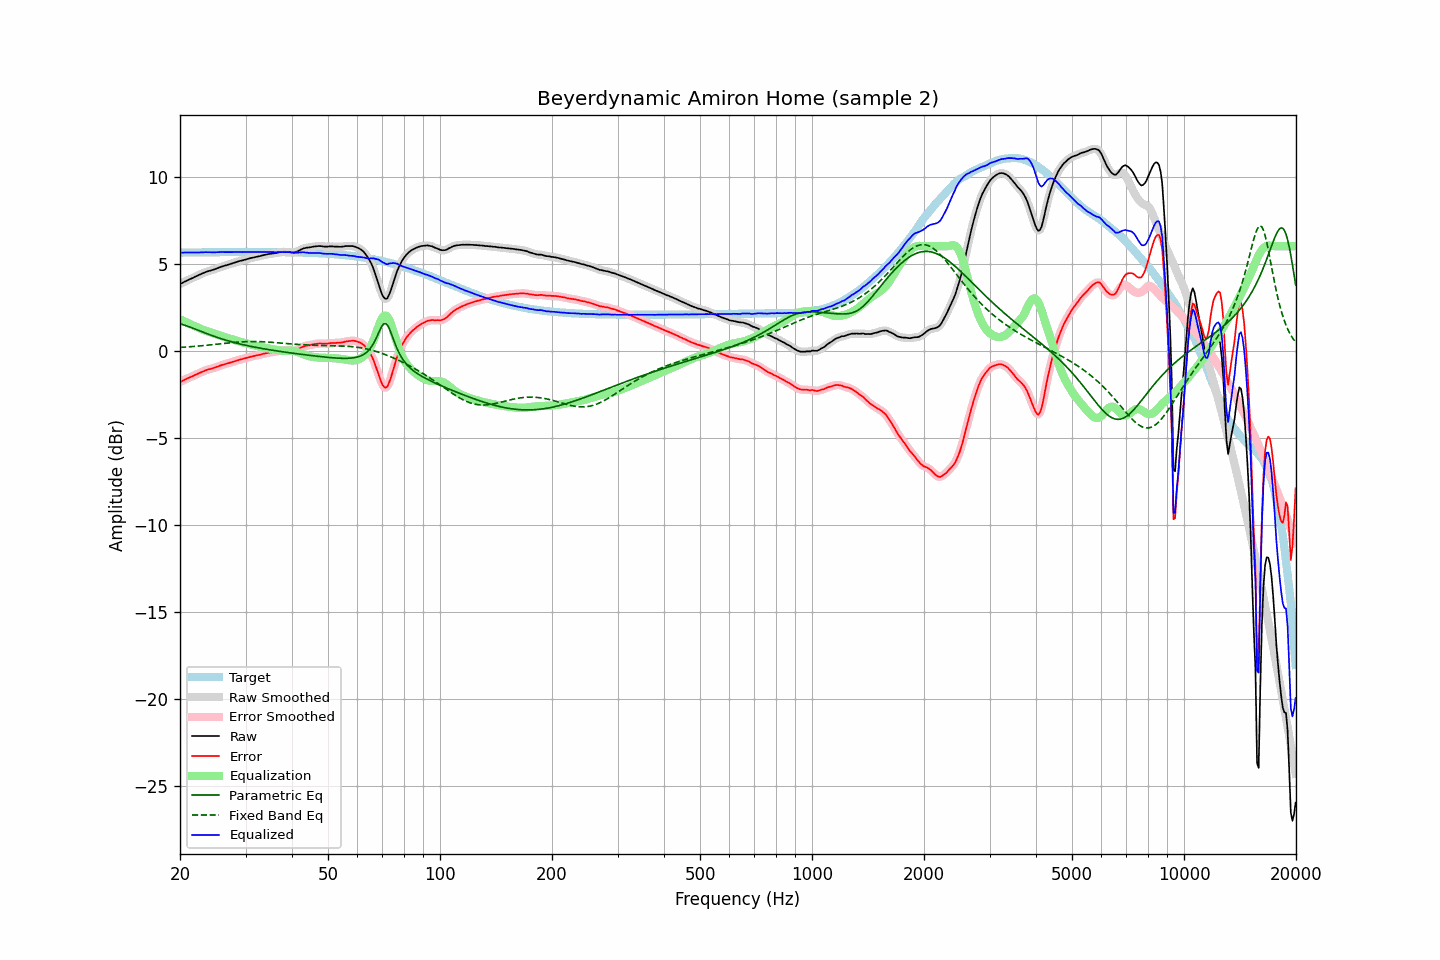 Beyerdynamic Amiron Home (sample 2)
10
5
0
−5
−10
−15
−20
−25
Amplitude (dBr)
Target
Raw Smoothed
Error Smoothed
Raw
Error
Equalization
Parametric Eq
Fixed Band Eq
Equalized
20 50 100 200 500 1000 2000 5000 10000 20000
Frequency (Hz)